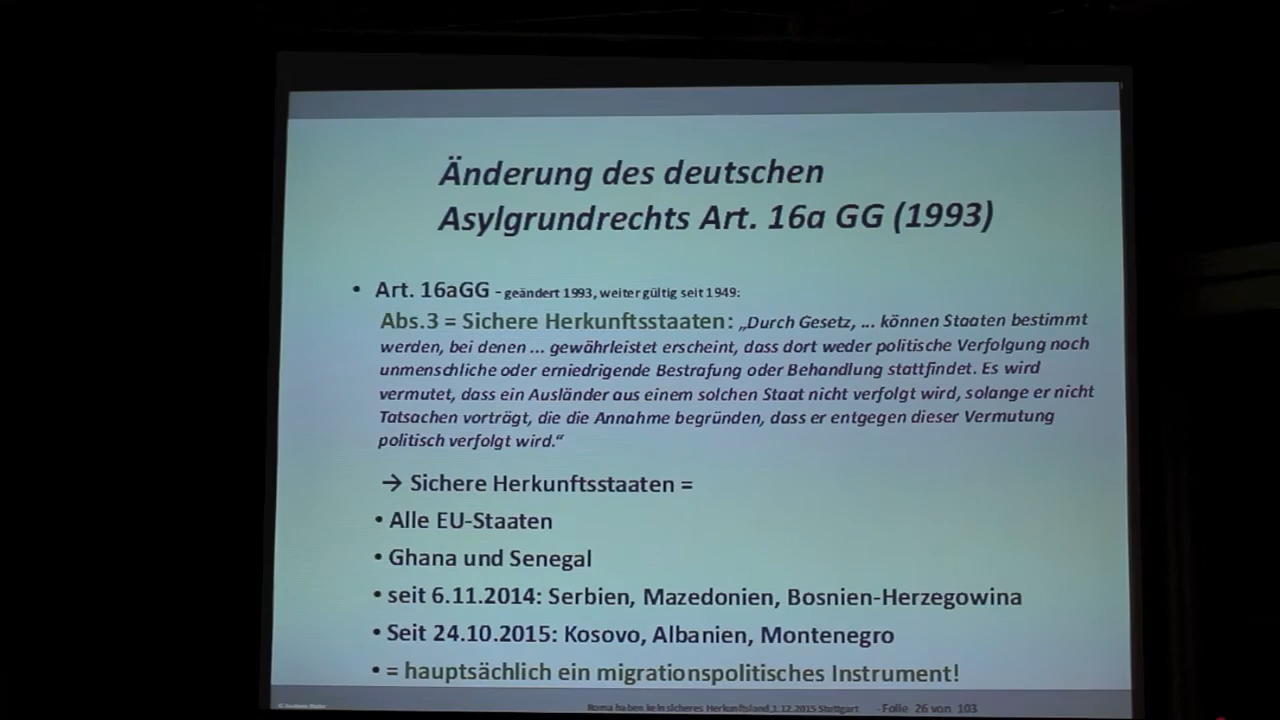 Änderung des deutschen
Asylgrundrechts Art. 16a GG (1993)
• Art. 16aGG - geändert 1993, weiter gültig seit 1949:
Abs.3 = Sichere Herkunftsstaaten: „Durch Gesetz, ... können Staaten bestimmt
werden, bei denen ... gewährleistet erscheint, dass dort weder politische Verfolgung noch
unmenschliche oder erniedrigende Bestrafung oder Behandlung stattfindet. Es wird
vermutet, dass ein Ausländer aus einem solchen Staat nicht verfolgt wird, solange er nicht
Tatsachen vorträgt, die die Annahme begründen, dass er entgegen dieser Vermutung
politisch verfolgt wird.“
→ Sichere Herkunftsstaaten =
• Alle EU-Staaten
• Ghana und Senegal
• seit 6.11.2014: Serbien, Mazedonien, Bosnien-Herzegowina
• Seit 24.10.2015: Kosovo, Albanien, Montenegro
• = hauptsächlich ein migrationspolitisches Instrument!
Roma haben kein sicheres Herkunftsland,1.12.2015 Stuttgart - Folie 26 von 103